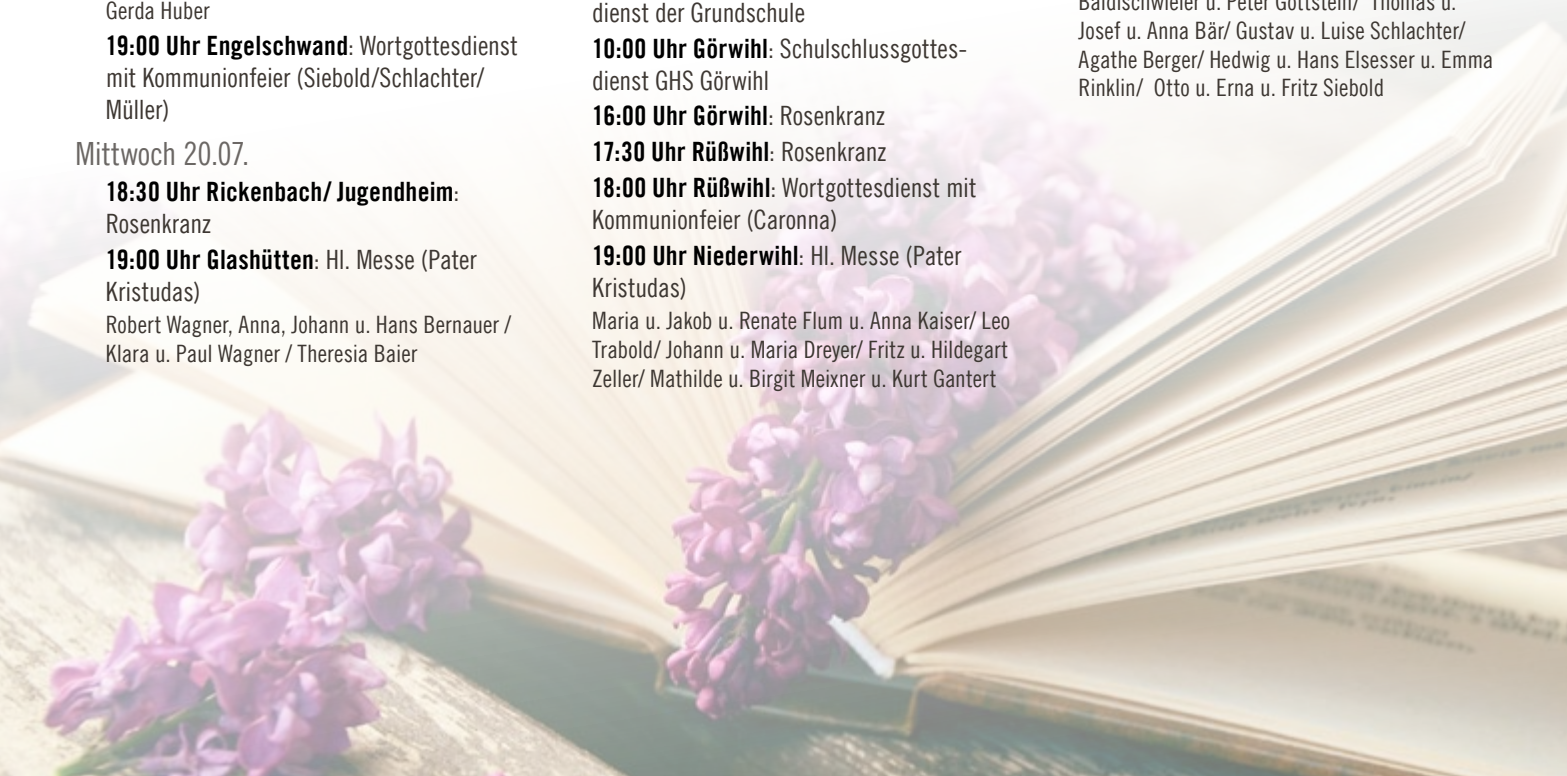 Gerda Huber
19:00 Uhr Engelschwand: Wortgottesdienst
mit Kommunionfeier (Siebold/Schlachter/
Müller)
Mittwoch 20.07.
18:30 Uhr Rickenbach/ Jugendheim:
Rosenkranz
19:00 Uhr Glashütten: Hl. Messe (Pater
Kristudas)
Robert Wagner, Anna, Johann u. Hans Bernauer /
Klara u. Paul Wagner / Theresia Baier
dienst der Grundschule
10:00 Uhr Görwihl: Schulschlussgottes-
dienst GHS Görwihl
16:00 Uhr Görwihl: Rosenkranz
17:30 Uhr Rüßwihl: Rosenkranz
18:00 Uhr Rüßwihl: Wortgottesdienst mit
Kommunionfeier (Caronna)
19:00 Uhr Niederwihl: Hl. Messe (Pater
Kristudas)
Maria u. Jakob u. Renate Flum u. Anna Kaiser/ Leo
Trabold/ Johann u. Maria Dreyer/ Fritz u. Hildegart
Zeller/ Mathilde u. Birgit Meixner u. Kurt Gantert
Baldischwieler u. Peter Gottstein/ Thomas u.
Josef u. Anna Bär/ Gustav u. Luise Schlachter/
Agathe Berger/ Hedwig u. Hans Elsesser u. Emma
Rinklin/ Otto u. Erna u. Fritz Siebold